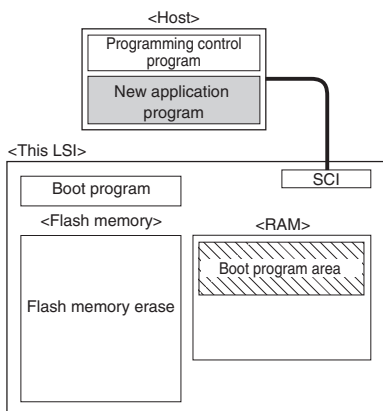 <Host>
Programming control
program
New application
program
<This LSI>
SCI
Boot program
<Flash memory>
<RAM>
Boot program area
Flash memory erase